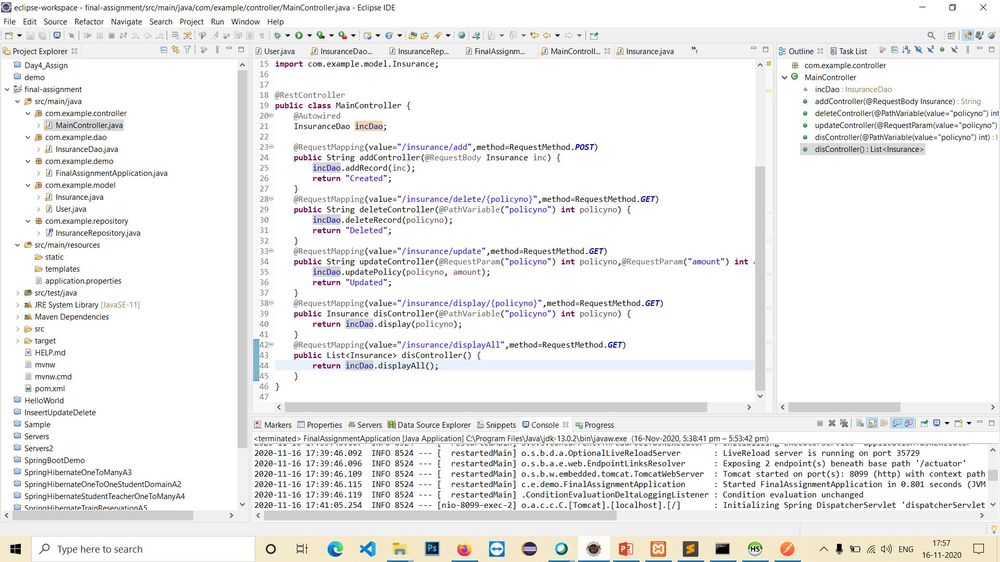 eclipse-workspace - final-assignment/src/main/java/com/example/controller/MainController.java - Eclipse IDE
File Edit Source Refactor Navigate Search Project Run Window Help
Project Explorer
Day4_Assign
demo
final-assignment
src/main/java
com.example.controller
MainController.java
com.example.dao
InsuranceDao.java
com.example.demo
FinalAssignmentApplication.java
com.example.model
Insurance.java
User.java
com.example.repository
InsuranceRepository.java
src/main/resources
static
templates
application.properties
src/test/java
JRE System Library [JavaSE-11]
Maven Dependencies
src
target
HELP.md
mvnw
mvnw.cmd
pom.xml
HelloWorld
InseertUpdateDelete
Sample
Servers
Servers2
SpringBootDemo
SpringHibernateOneToManyA3
SpringHibernateOneToOneStudentDomainA2
SpringHibernateStudentTeacherOneToManyA4
SpringHibernateTrainReservationA5
User.java InsuranceDao... InsuranceRep... FinalAssignm... MainControll... Insurance.java »1
15 import com.example.model.Insurance;
16
17
18 @RestController
19 public class MainController {
20 @Autowired
21 InsuranceDao incDao;
22
23 @RequestMapping(value="/insurance/add",method=RequestMethod.POST)
24 public String addController(@RequestBody Insurance inc) {
25 incDao.addRecord(inc);
26 return "Created";
27 }
28 @RequestMapping(value="/insurance/delete/{policyno}",method=RequestMethod.GET)
29 public String deleteController(@PathVariable("policyno") int policyno) {
30 incDao.deleteRecord(policyno);
31 return "Deleted";
32 }
33 @RequestMapping(value="/insurance/update",method=RequestMethod.GET)
34 public String updateController(@RequestParam("policyno") int policyno,@RequestParam("amount") int
35 incDao.updatePolicy(policyno, amount);
36 return "Updated";
37 }
38 @RequestMapping(value="/insurance/display/{policyno}",method=RequestMethod.GET)
39 public Insurance disController(@PathVariable("policyno") int policyno) {
40 return incDao.display(policyno);
41 }
42 @RequestMapping(value="/insurance/displayAll",method=RequestMethod.GET)
43 public List<Insurance> disController() {
44 return incDao.displayAll();
45 }
46 }
47
Outline Task List
com.example.controller
MainController
incDao : InsuranceDao
addController(@RequestBody Insurance) : String
deleteController(@PathVariable(value="policyno") int
updateController(@RequestParam(value="policyno")
disController(@PathVariable(value="policyno") int) :
disController() : List<Insurance>
Markers Properties Servers Data Source Explorer Snippets Console Progress
<terminated> FinalAssignmentApplication [Java Application] C:\Program Files\Java\jdk-13.0.2\bin\javaw.exe (16-Nov-2020, 5:38:41 pm – 5:53:42 pm)
2020-11-16 17:39:46.092 INFO 8524 --- [ restartedMain] o.s.b.d.a.OptionalLiveReloadServer : LiveReload server is running on port 35729
2020-11-16 17:39:46.096 INFO 8524 --- [ restartedMain] o.s.b.a.e.web.EndpointLinksResolver : Exposing 2 endpoint(s) beneath base path '/actuator'
2020-11-16 17:39:46.109 INFO 8524 --- [ restartedMain] o.s.b.w.embedded.tomcat.TomcatWebServer : Tomcat started on port(s): 8099 (http) with context path
2020-11-16 17:39:46.115 INFO 8524 --- [ restartedMain] c.e.demo.FinalAssignmentApplication : Started FinalAssignmentApplication in 0.801 seconds (JVM
2020-11-16 17:39:46.119 INFO 8524 --- [ restartedMain] .ConditionEvaluationDeltaLoggingListener : Condition evaluation unchanged
2020-11-16 17:41:05.254 INFO 8524 --- [nio-8099-exec-2] o.a.c.c.C.[Tomcat].[localhost].[/] : Initializing Spring DispatcherServlet 'dispatcherServlet'
Type here to search
Ps
HS
ENG
17:57
16-11-2020